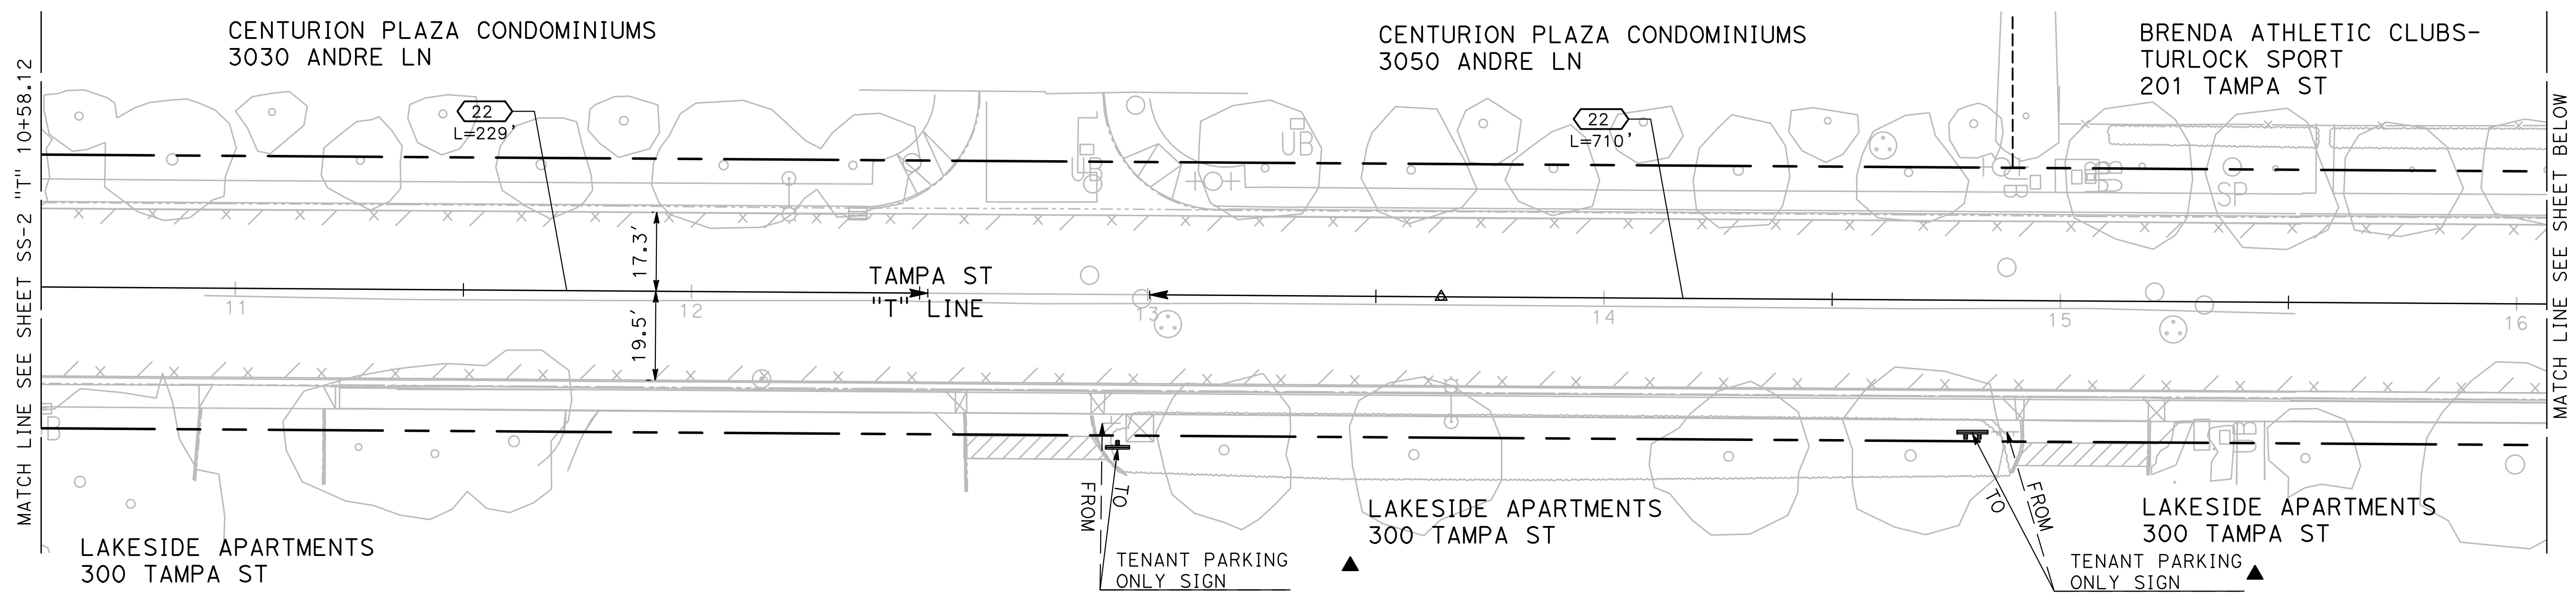 CENTURION PLAZA CONDOMINIUMS
3030 ANDRE LN
CENTURION PLAZA CONDOMINIUMS
3050 ANDRE LN
BRENDA ATHLETIC CLUBS-
TURLOCK SPORT
201 TAMPA ST
MATCH LINE SEE SHEET SS-2 "T" 10+58.12
22
L=229'
22
L=710'
UB
UB
UB
UB
SP
17.3'
19.5'
TAMPA ST
"T" LINE
11
12
13
14
15
16
MATCH LINE SEE SHEET BELOW
UB
FROM
TO
TENANT PARKING
ONLY SIGN
TO
FROM
TENANT PARKING
ONLY SIGN
LAKESIDE APARTMENTS
300 TAMPA ST
LAKESIDE APARTMENTS
300 TAMPA ST
LAKESIDE APARTMENTS
300 TAMPA ST